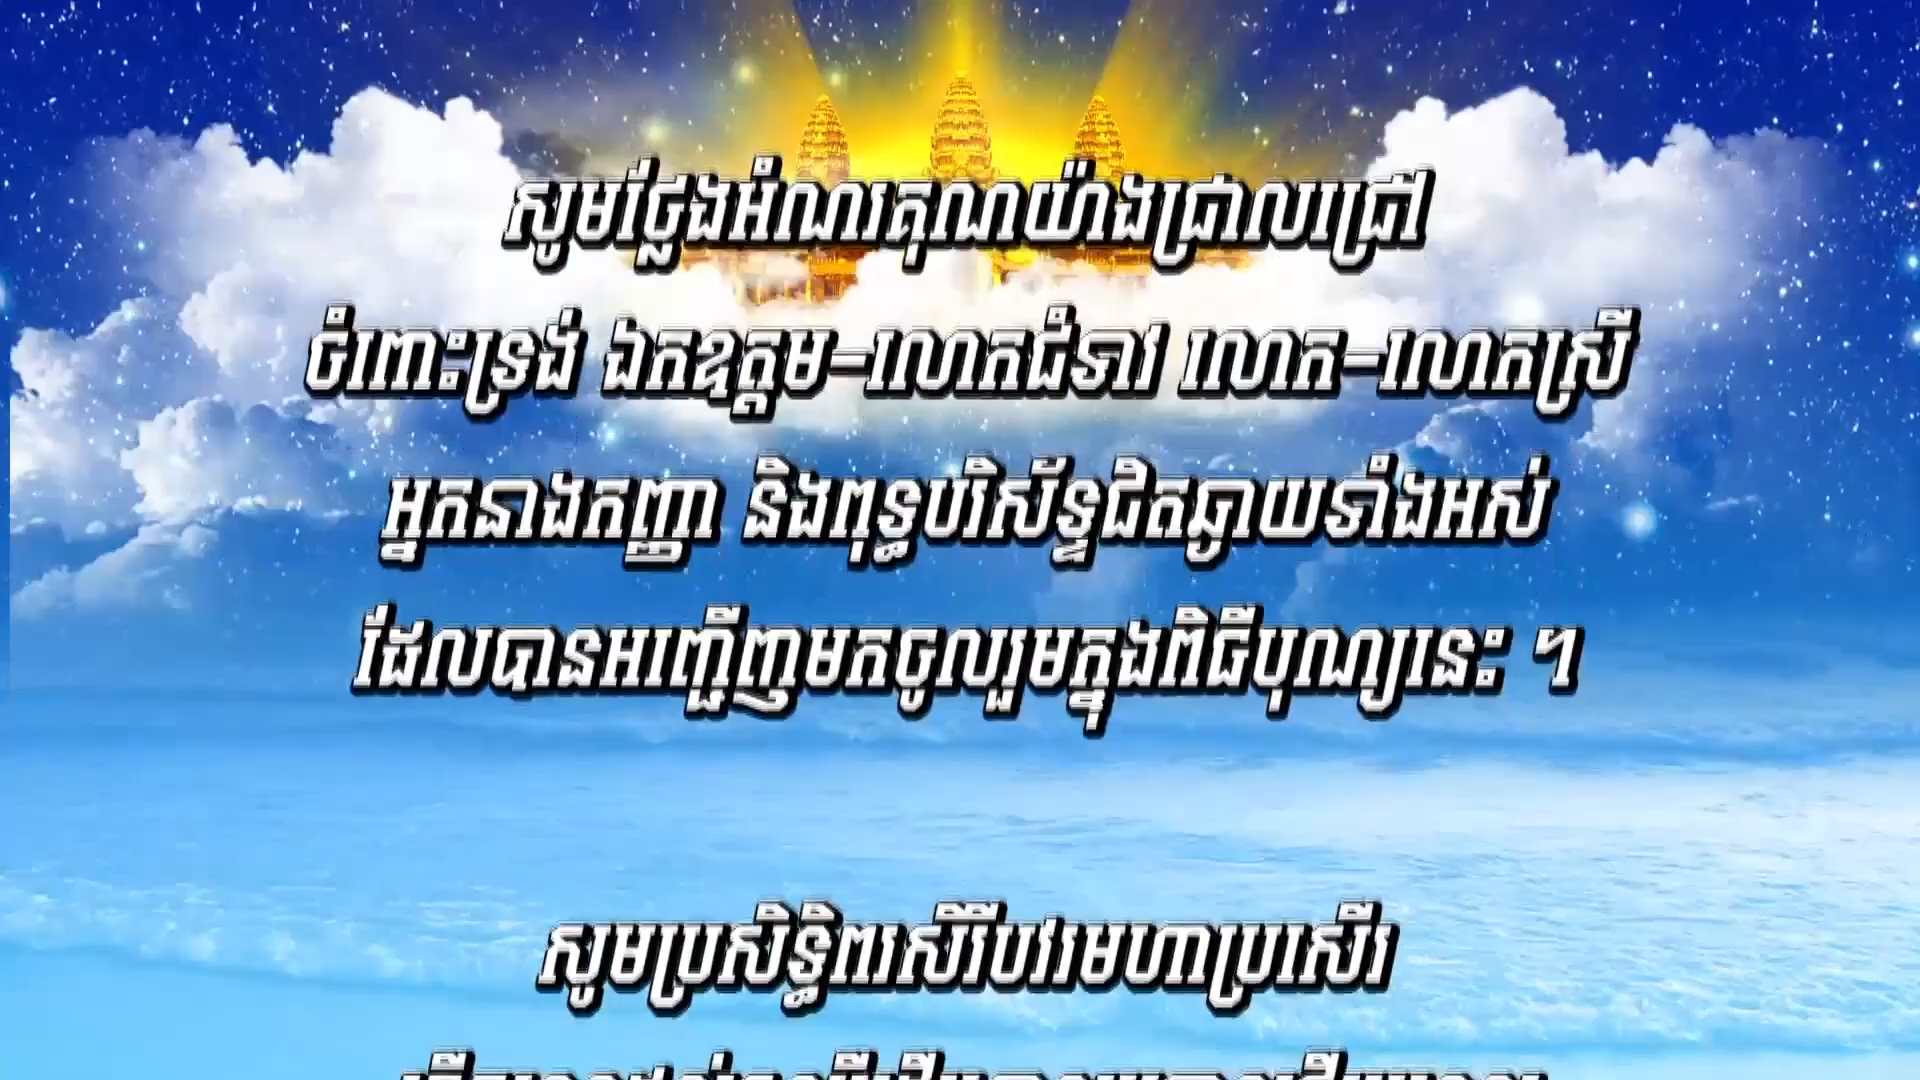 សូមថ្លែងអំណរគុណយ៉ាងជ្រាលជ្រៅ
ចំពោះទ្រង់ ឯកឧត្តម-លោកជំទាវ លោក-លោកស្រី
អ្នកនាងកញ្ញា និងពុទ្ធបរិស័ទ្ទជិតឆ្ងាយទាំងអស់
ដែលបានអញ្ជើញមកចូលរួមក្នុងពិធីបុណ្យនេះ ៗ
សូមប្រសិទ្ធិពរសិរីបវរមហាប្រសើរ